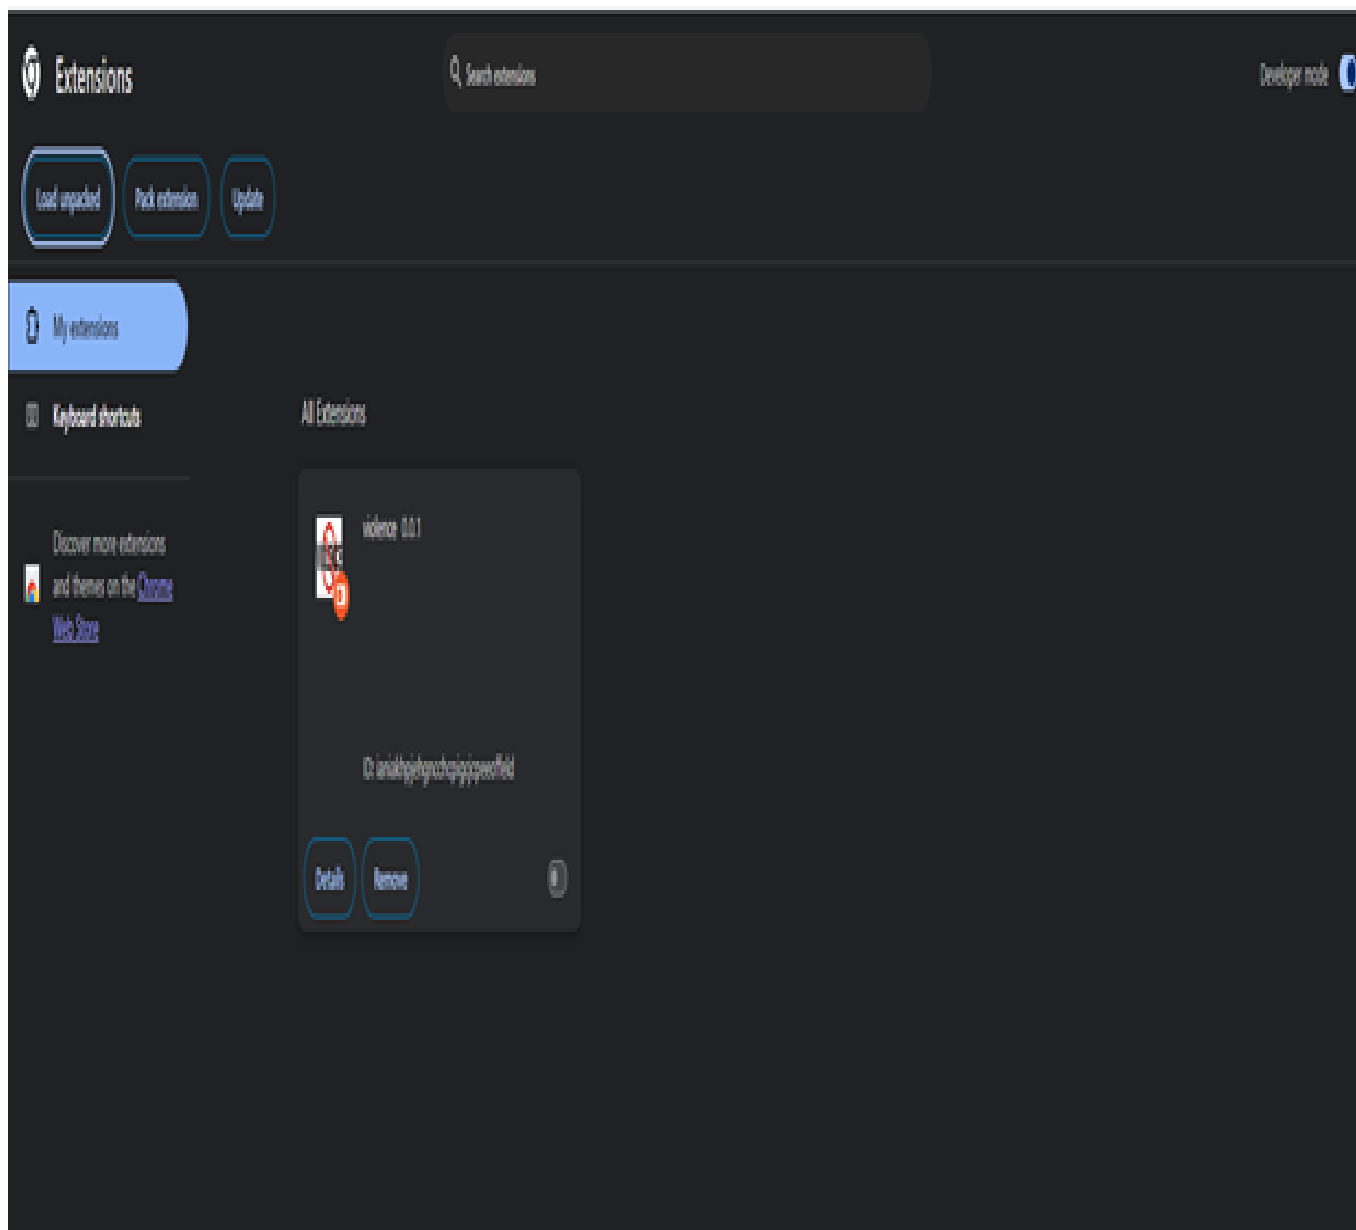 Extensions
Search extensions
Developer mode
Load unpacked
Pack extension
Update
My extensions
Keyboard shortcuts
All Extensions
Discover more extensions
and themes on the Chrome
Web Store
violence 0.0.1
ID:
Details
Remove